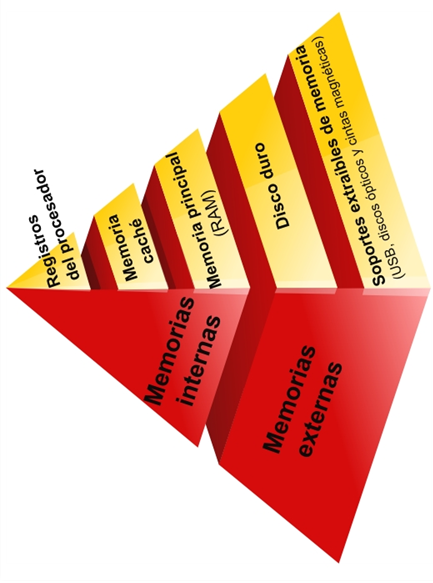 Registros
del procesador
Memoria
caché
Memoria principal
(RAM)
Disco duro
Soportes extraibles de memoria
(USB, discos ópticos y cintas magnéticas)
Memorias
internas
Memorias
externas